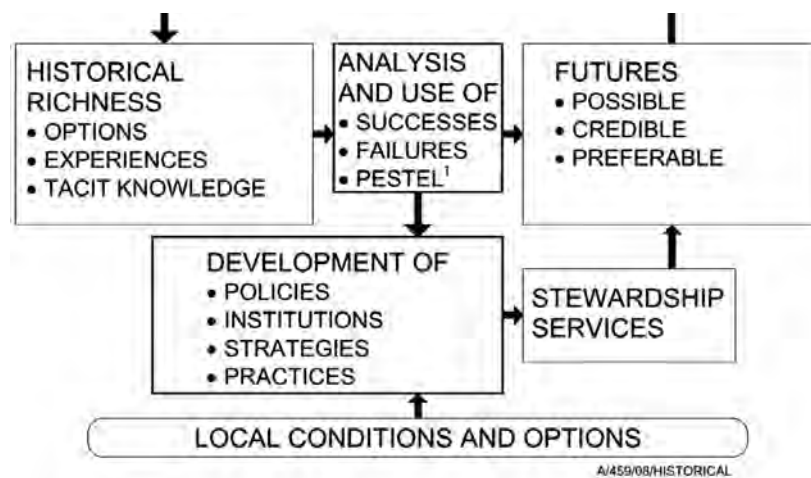 HISTORICAL
RICHNESS
• OPTIONS
• EXPERIENCES
• TACIT KNOWLEDGE
ANALYSIS
AND USE OF
• SUCCESSES
• FAILURES
• PESTEL¹
FUTURES
• POSSIBLE
• CREDIBLE
• PREFERABLE
DEVELOPMENT OF
• POLICIES
• INSTITUTIONS
• STRATEGIES
• PRACTICES
STEWARDSHIP
SERVICES
LOCAL CONDITIONS AND OPTIONS
A/459/08/HISTORICAL